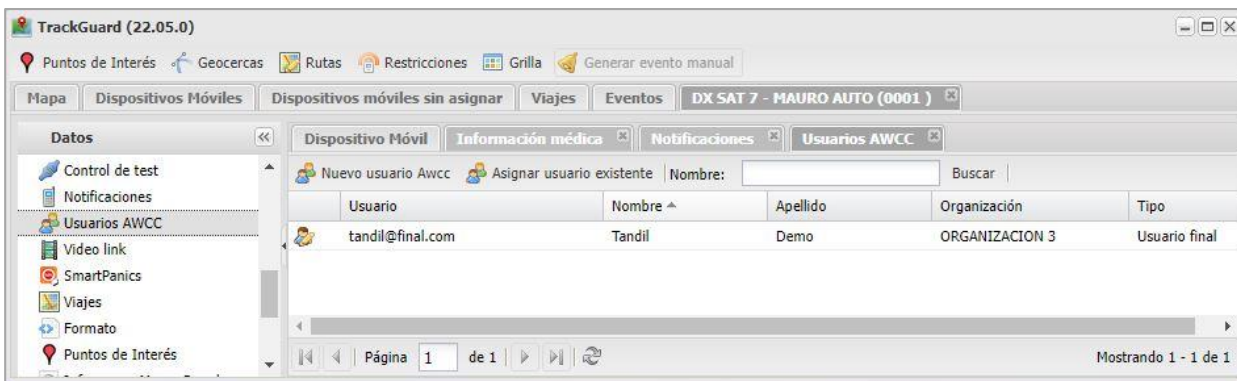 TrackGuard (22.05.0)
Puntos de Interés Geocercas Rutas Restricciones Grilla Generar evento manual
Mapa Dispositivos Móviles Dispositivos móviles sin asignar Viajes Eventos DX SAT 7 - MAURO AUTO (0001 )
Datos
Control de test
Notificaciones
Usuarios AWCC
Video link
SmartPanics
Viajes
Formato
Puntos de Interés
Dispositivo Móvil Información médica Notificaciones Usuarios AWCC
Nuevo usuario Awcc Asignar usuario existente Nombre: Buscar
Usuario Nombre Apellido Organización Tipo
tandil@final.com Tandil Demo ORGANIZACION 3 Usuario final
Página 1 de 1 Mostrando 1 - 1 de 1